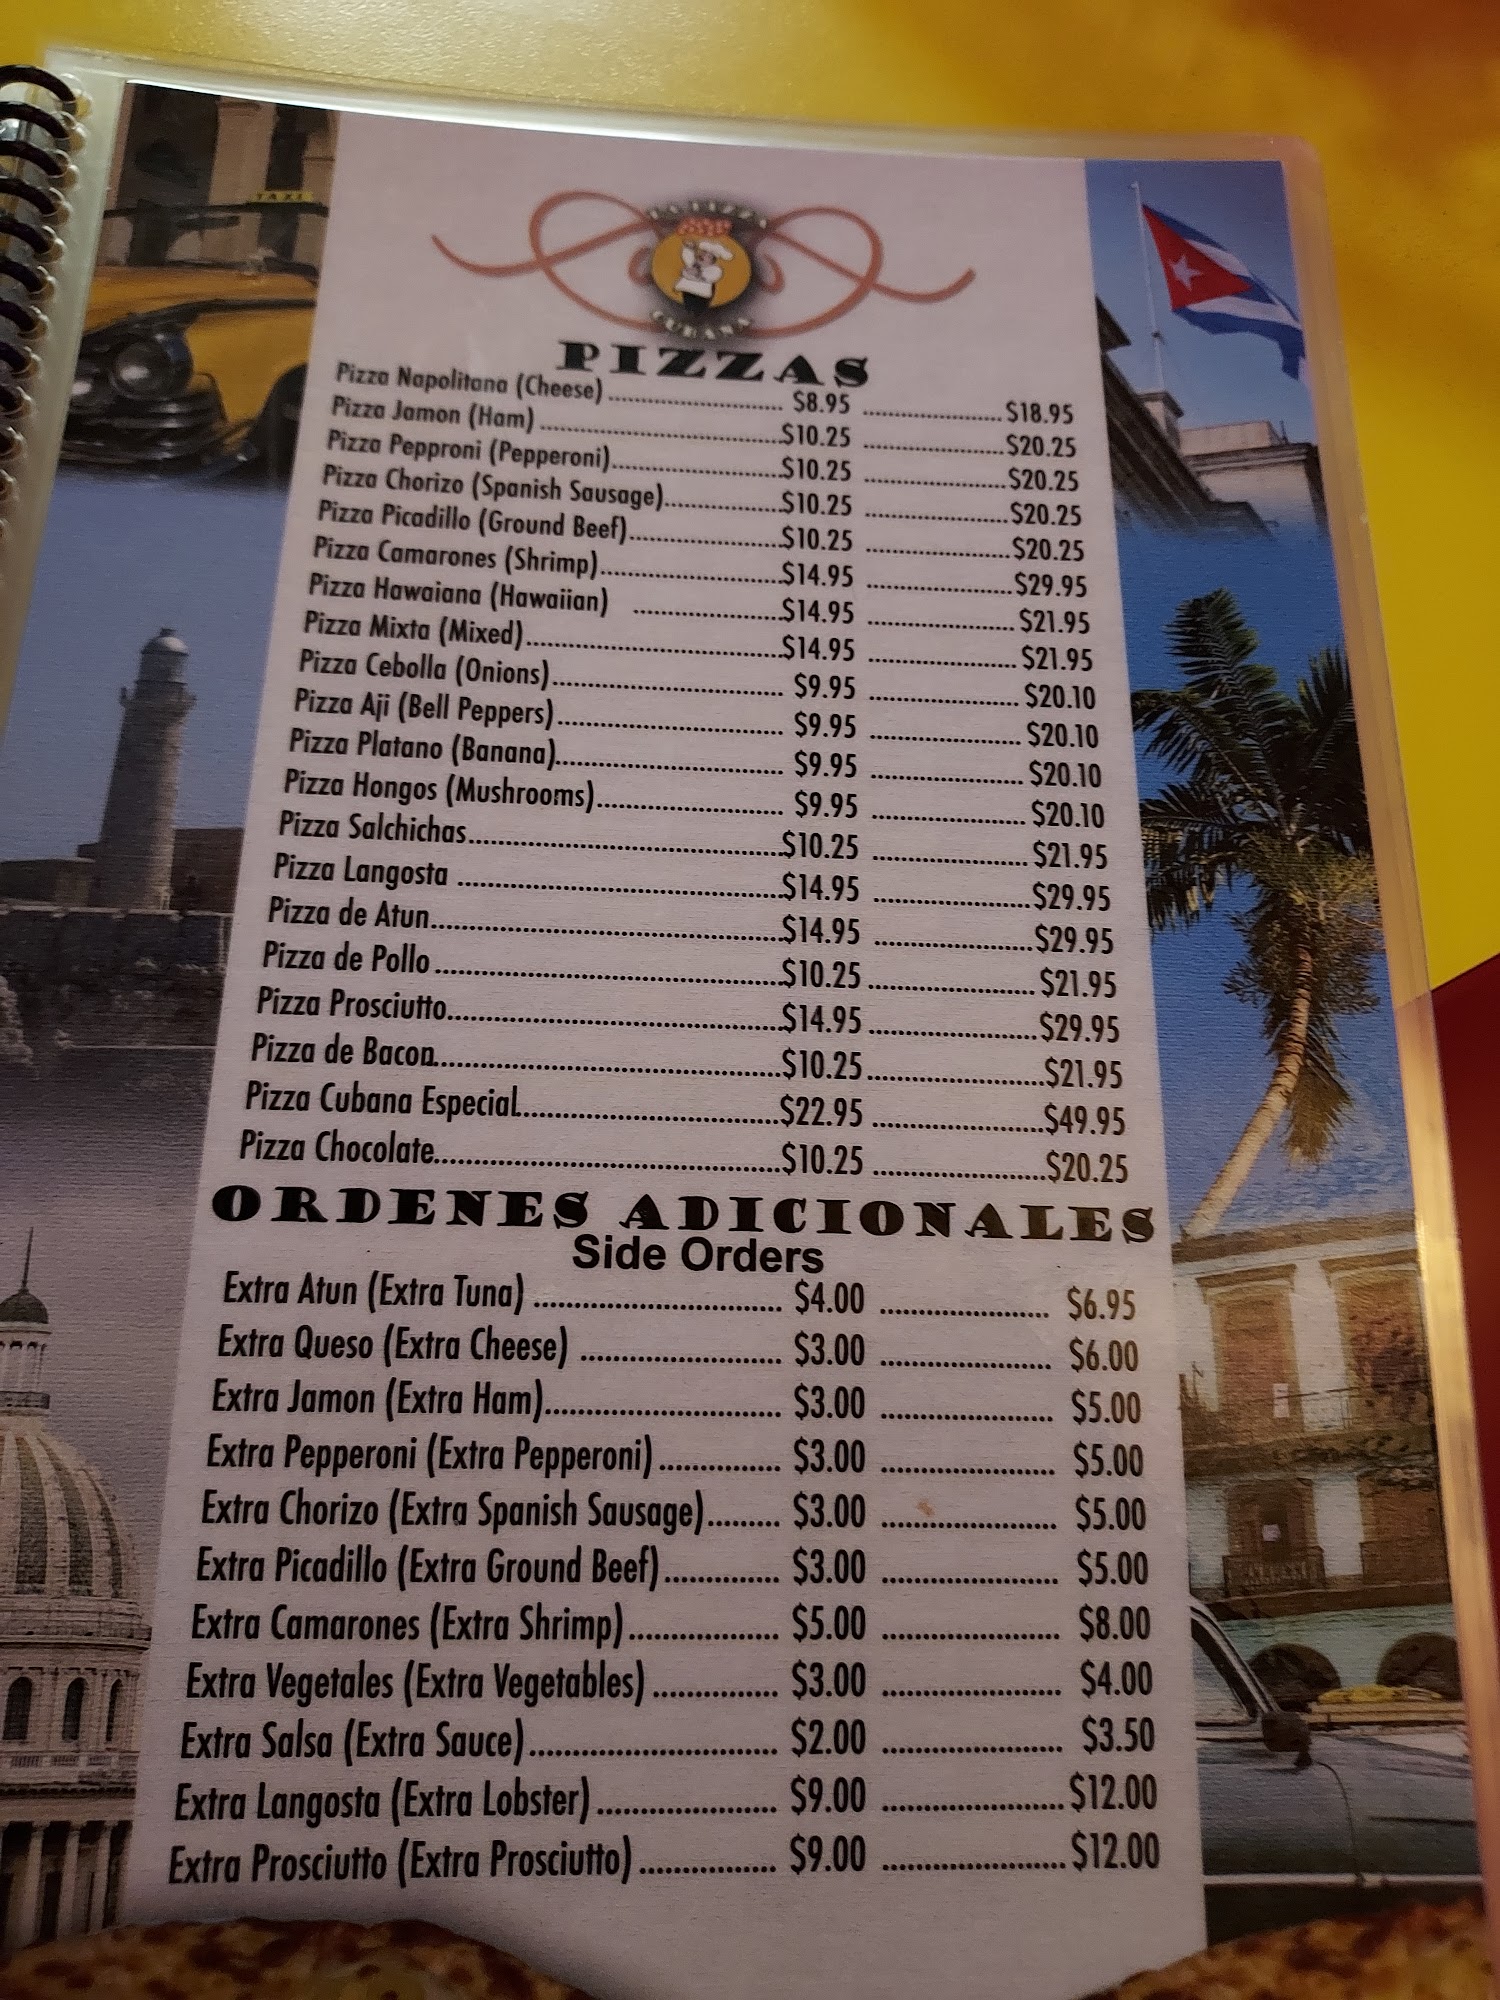 TAXI
LA PIZZA
CUBANA
PIZZAS
Pizza Napolitana (Cheese) $8.95 $18.95
Pizza Jamon (Ham) $10.25 $20.25
Pizza Pepproni (Pepperoni) $10.25 $20.25
Pizza Chorizo (Spanish Sausage) $10.25 $20.25
Pizza Picadillo (Ground Beef) $10.25 $20.25
Pizza Camarones (Shrimp) $14.95 $29.95
Pizza Hawaiana (Hawaiian) $14.95 $21.95
Pizza Mixta (Mixed) $14.95 $21.95
Pizza Cebolla (Onions) $9.95 $20.10
Pizza Aji (Bell Peppers) $9.95 $20.10
Pizza Platano (Banana) $9.95 $20.10
Pizza Hongos (Mushrooms) $9.95 $20.10
Pizza Salchichas $10.25 $21.95
Pizza Langosta $14.95 $29.95
Pizza de Atun $14.95 $29.95
Pizza de Pollo $10.25 $21.95
Pizza Prosciutto $14.95 $29.95
Pizza de Bacon $10.25 $21.95
Pizza Cubana Especial $22.95 $49.95
Pizza Chocolate $10.25 $20.25
ORDENES ADICIONALES
Side Orders
Extra Atun (Extra Tuna) $4.00 $6.95
Extra Queso (Extra Cheese) $3.00 $6.00
Extra Jamon (Extra Ham) $3.00 $5.00
Extra Pepperoni (Extra Pepperoni) $3.00 $5.00
Extra Chorizo (Extra Spanish Sausage) $3.00 $5.00
Extra Picadillo (Extra Ground Beef) $3.00 $5.00
Extra Camarones (Extra Shrimp) $5.00 $8.00
Extra Vegetales (Extra Vegetables) $3.00 $4.00
Extra Salsa (Extra Sauce) $2.00 $3.50
Extra Langosta (Extra Lobster) $9.00 $12.00
Extra Prosciutto (Extra Prosciutto) $9.00 $12.00